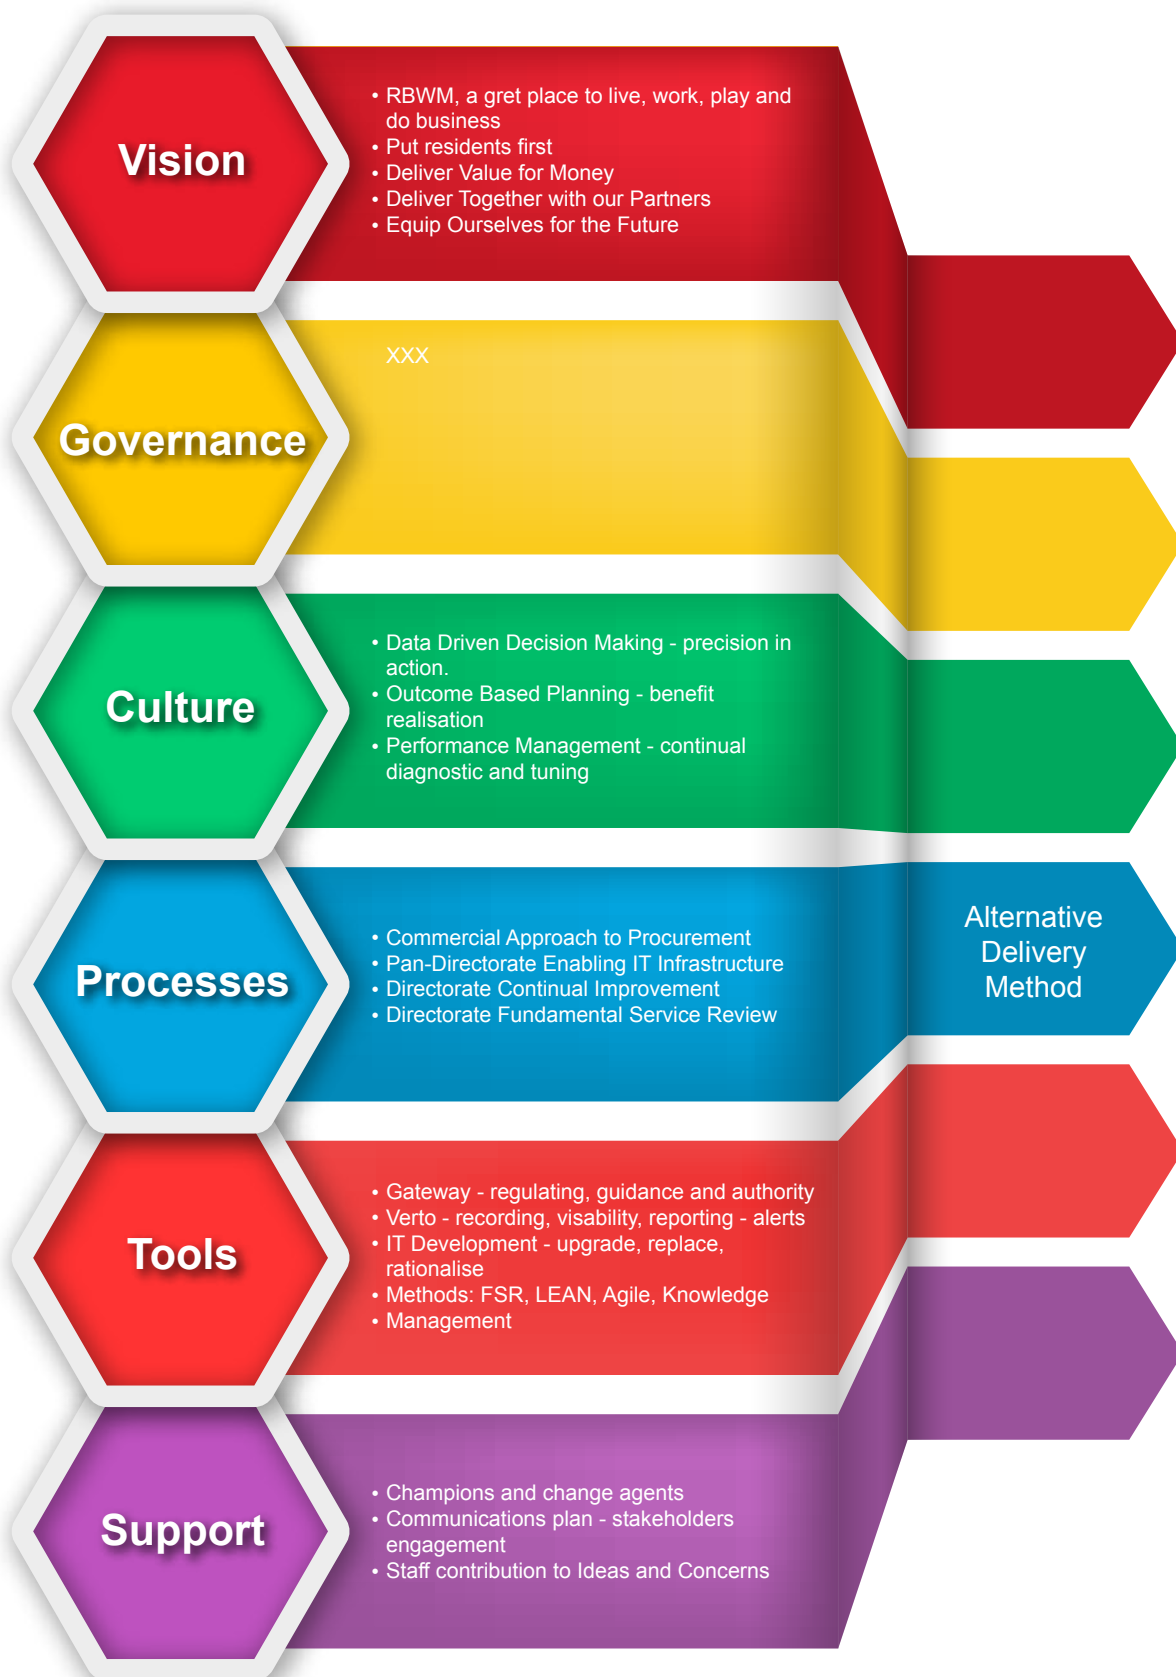 Vision
• RBWM, a gret place to live, work, play and
do business
• Put residents first
• Deliver Value for Money
• Deliver Together with our Partners
• Equip Ourselves for the Future
Governance
XXX
Culture
• Data Driven Decision Making - precision in
action.
• Outcome Based Planning - benefit
realisation
• Performance Management - continual
diagnostic and tuning
Processes
• Commercial Approach to Procurement
• Pan-Directorate Enabling IT Infrastructure
• Directorate Continual Improvement
• Directorate Fundamental Service Review
Alternative
Delivery
Method
Tools
• Gateway - regulating, guidance and authority
• Verto - recording, visability, reporting - alerts
• IT Development - upgrade, replace,
rationalise
• Methods: FSR, LEAN, Agile, Knowledge
• Management
Support
• Champions and change agents
• Communications plan - stakeholders
engagement
• Staff contribution to Ideas and Concerns